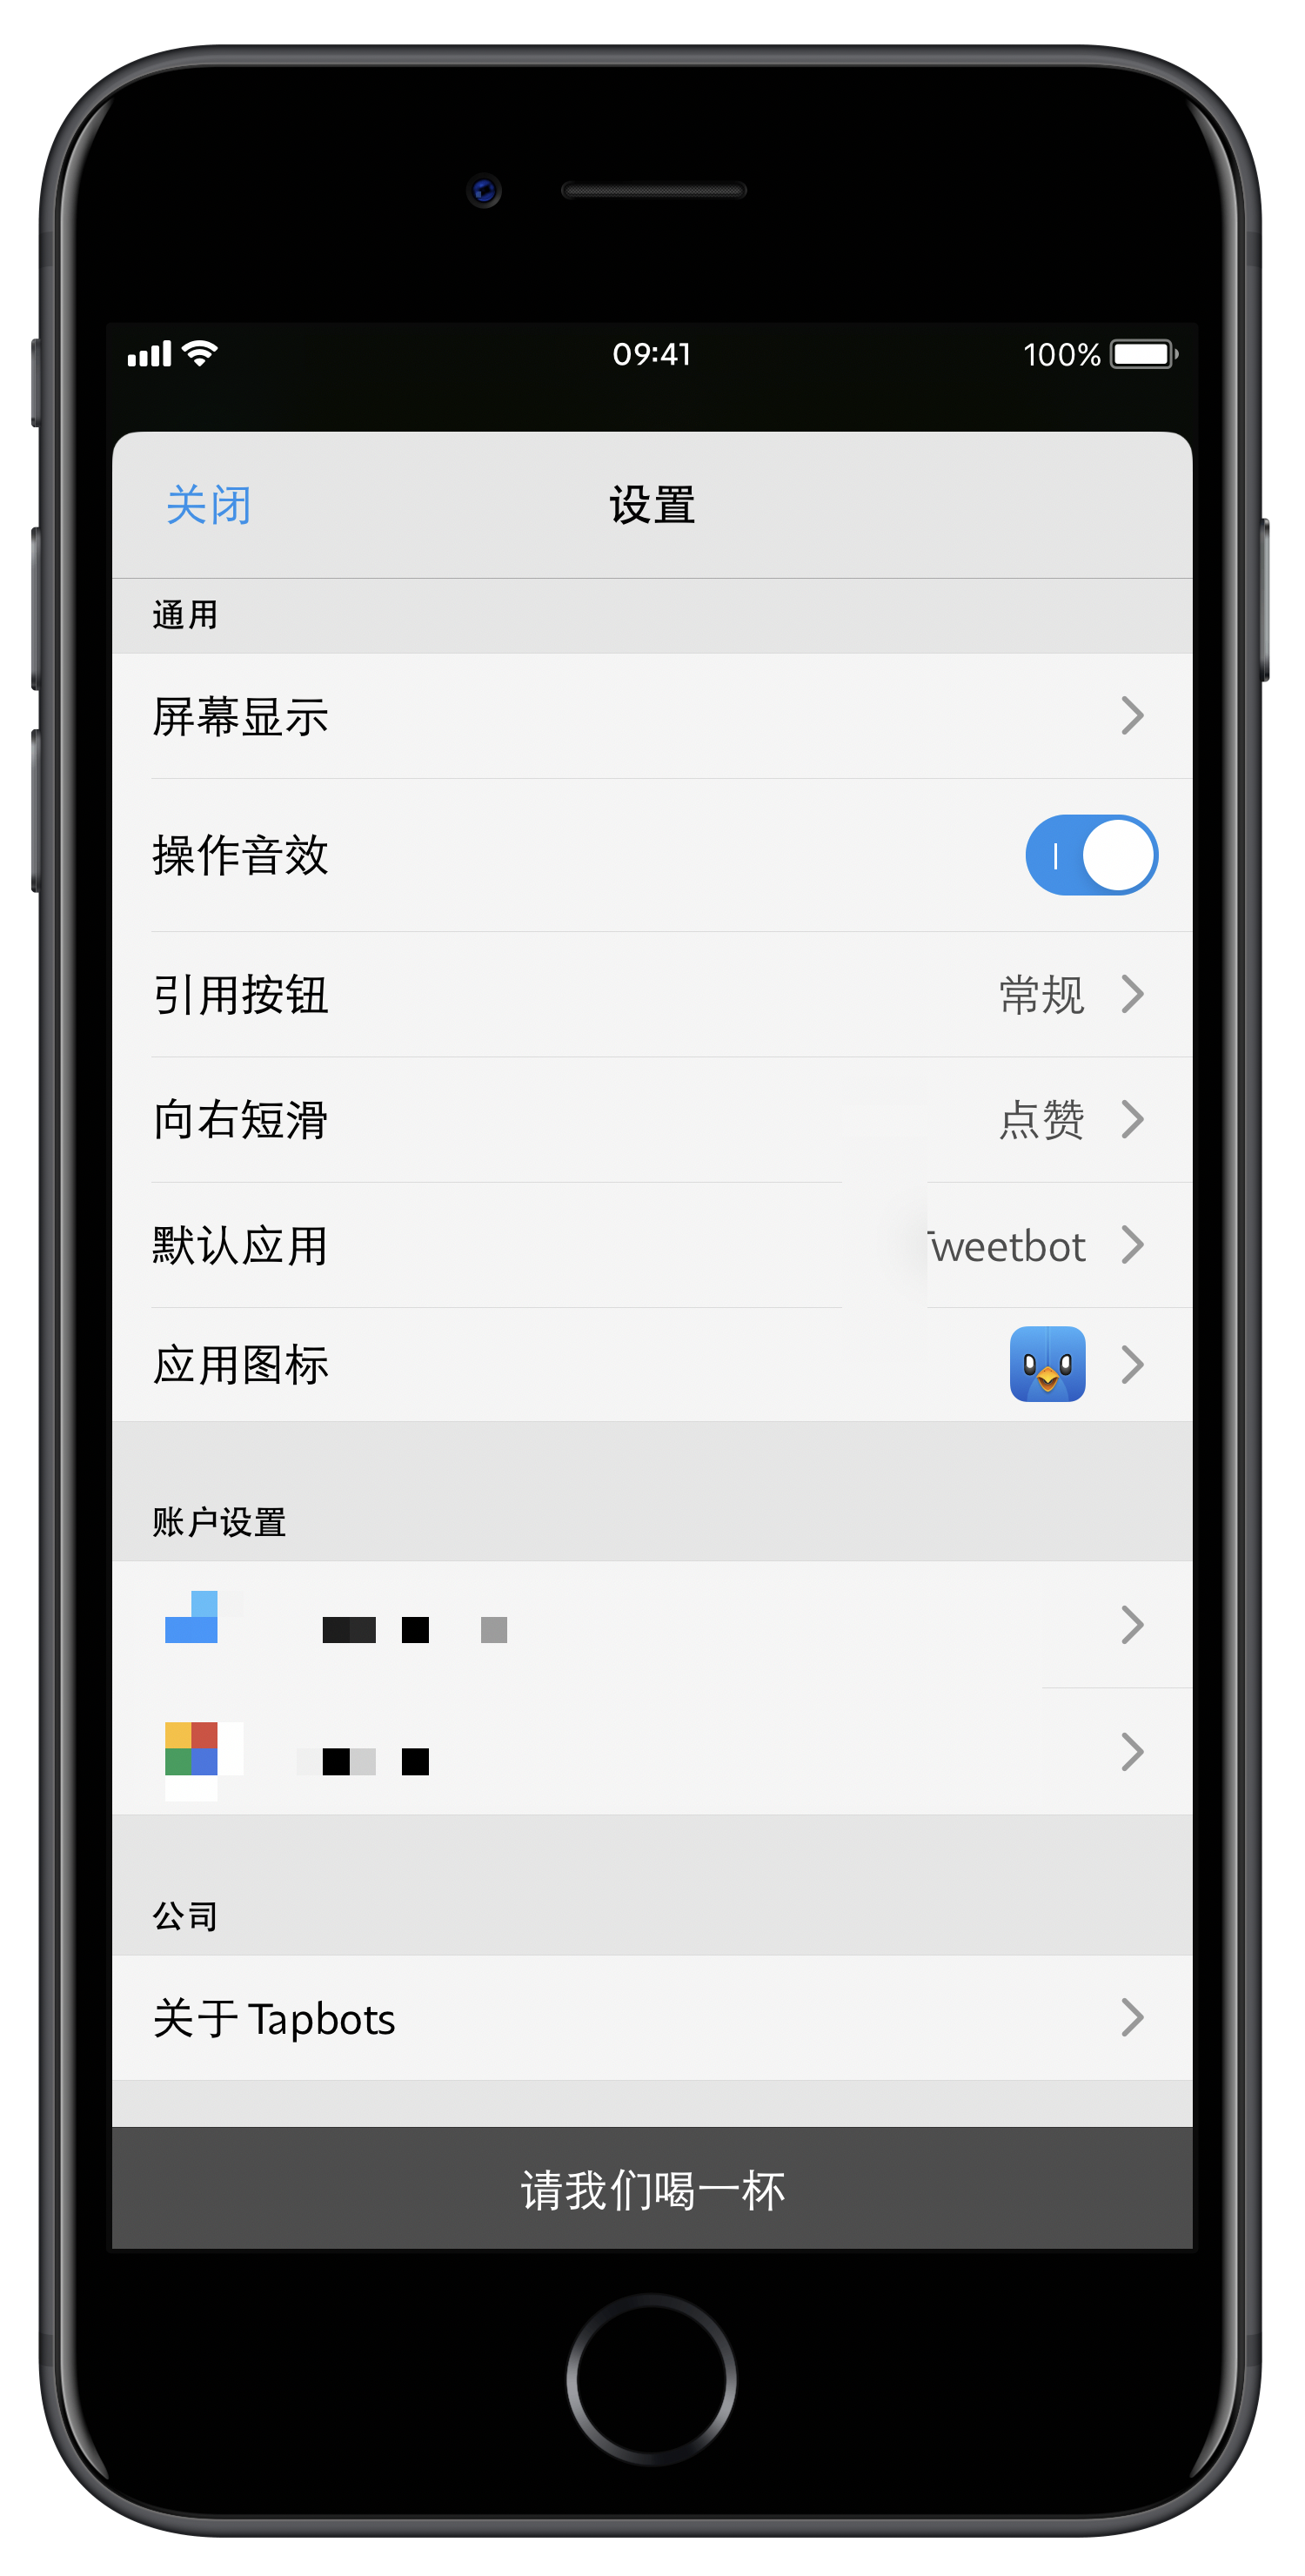 09:41
100%
关闭
设置
通用
屏幕显示
操作音效
引用按钮 常规
向右短滑 点赞
默认应用 Tweetbot
应用图标
账户设置
公司
关于 Tapbots
请我们喝一杯